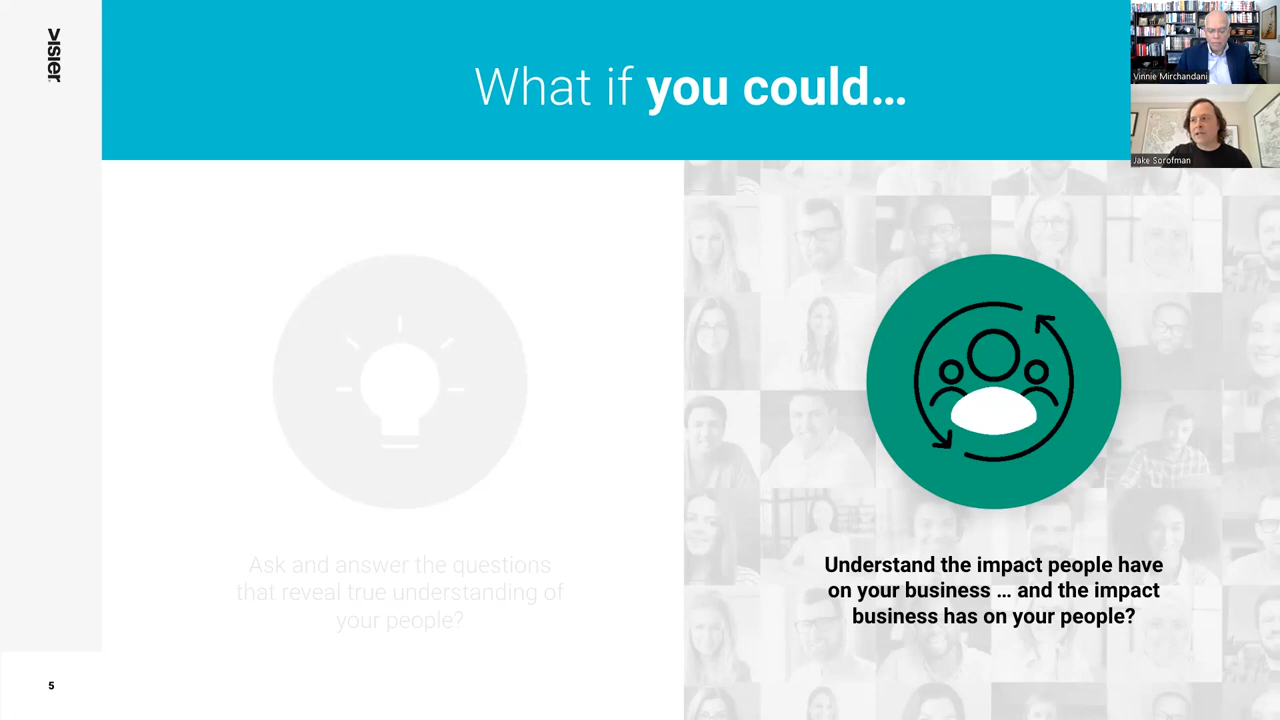 VISIER
What if you could…
Vinnie Mirchandani
Jake Sorofman
Ask and answer the questions
that reveal true understanding of
your people?
Understand the impact people have
on your business … and the impact
business has on your people?
5